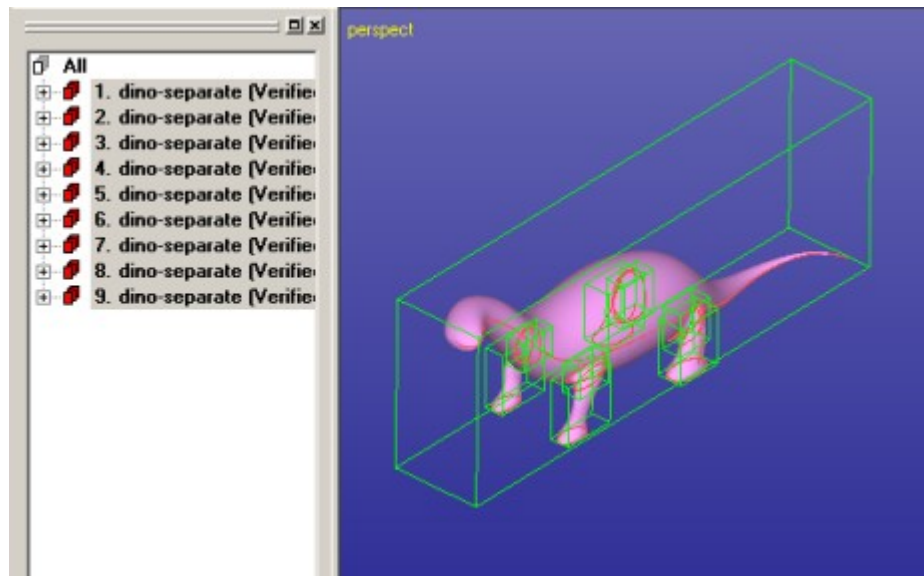 perspect
All
1. dino-separate (Verifie
2. dino-separate (Verifie
3. dino-separate (Verifie
4. dino-separate (Verifie
5. dino-separate (Verifie
6. dino-separate (Verifie
7. dino-separate (Verifie
8. dino-separate (Verifie
9. dino-separate (Verifie